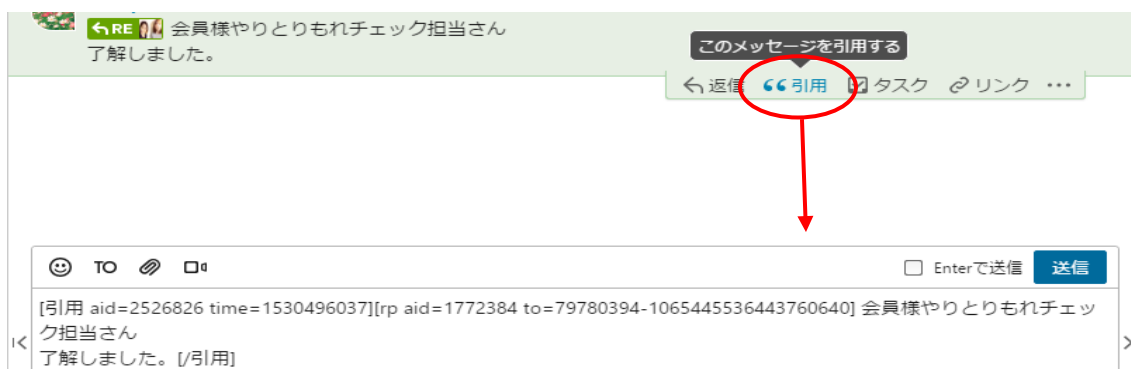 RE 会員様やりとりもれチェック担当さん
了解しました。
このメッセージを引用する
返信 引用 タスク リンク ...
TO Enterで送信 送信
[引用 aid=2526826 time=1530496037][rp aid=1772384 to=79780394-1065445536443760640] 会員様やりとりもれチェッ
ク担当さん
了解しました。[/引用]